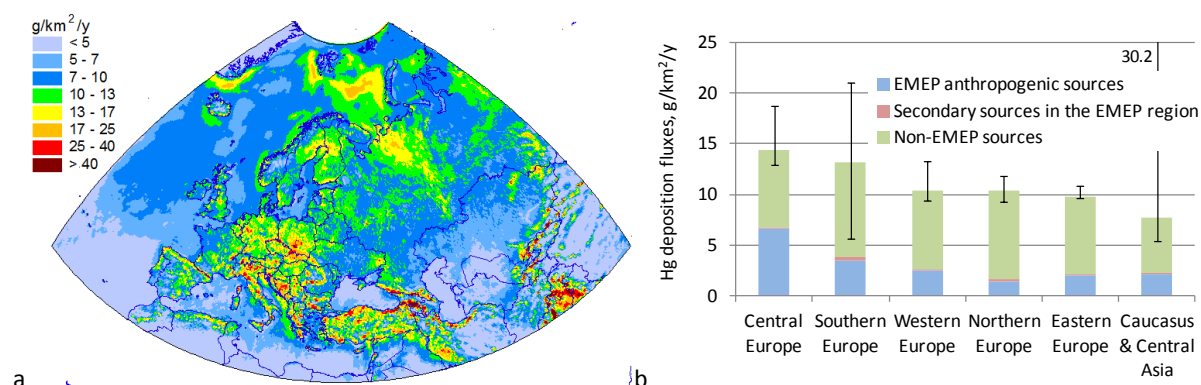 g/km²/y
< 5
5 - 7
7 - 10
10 - 13
13 - 17
17 - 25
25 - 40
> 40
a
Hg deposition fluxes, g/km²/y
25
20
15
10
5
0
30.2
EMEP anthropogenic sources
Secondary sources in the EMEP region
Non-EMEP sources
Central
Europe
Southern
Europe
Western
Europe
Northern
Europe
Eastern
Europe
Caucasus
& Central
Asia
b